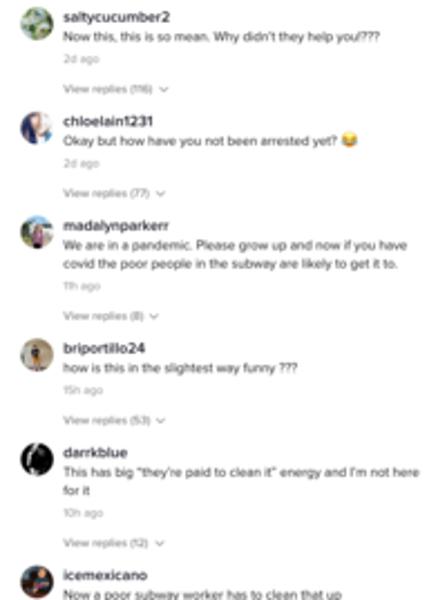 saltycucumber2
Now this, this is so mean. Why didn't they help you!???
2d ago
View replies (116)
chloelain1231
Okay but how have you not been arrested yet? 😂
2d ago
View replies (77)
madalynparkerr
We are in a pandemic. Please grow up and now if you have
covid the poor people in the subway are likely to get it to.
11h ago
View replies (8)
briportillo24
how is this in the slightest way funny ???
15h ago
View replies (53)
darrkblue
This has big “they're paid to clean it” energy and I'm not here
for it
10h ago
View replies (12)
icemexicano
Now a poor subway worker has to clean that up